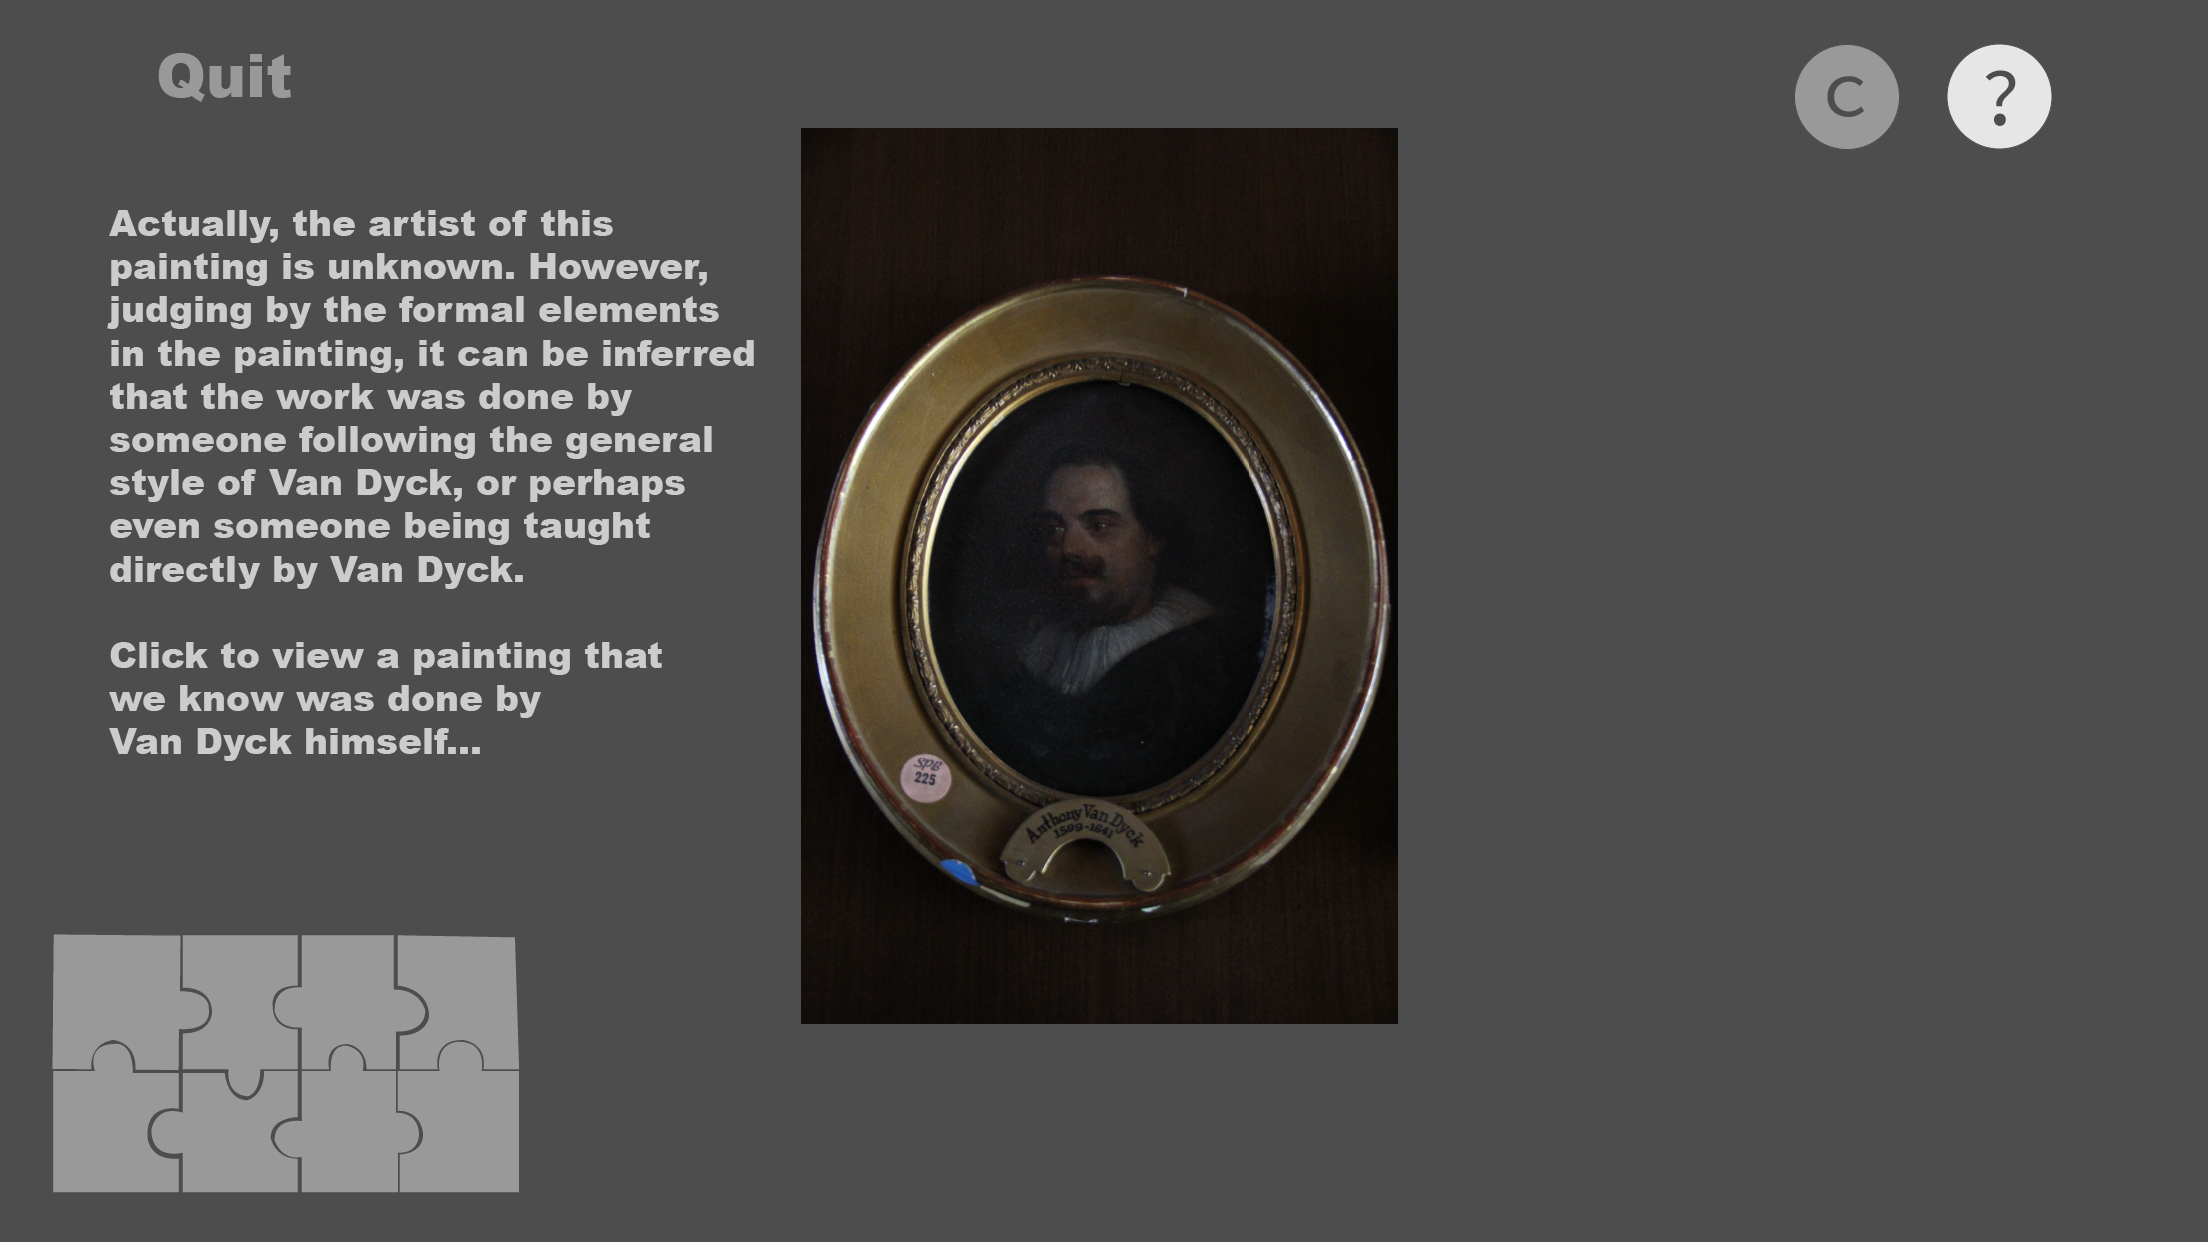 Quit
C
?
Actually, the artist of this
painting is unknown. However,
judging by the formal elements
in the painting, it can be inferred
that the work was done by
someone following the general
style of Van Dyck, or perhaps
even someone being taught
directly by Van Dyck.
Click to view a painting that
we know was done by
Van Dyck himself...
SPB
225
Anthony Van Dyck
1599-1641